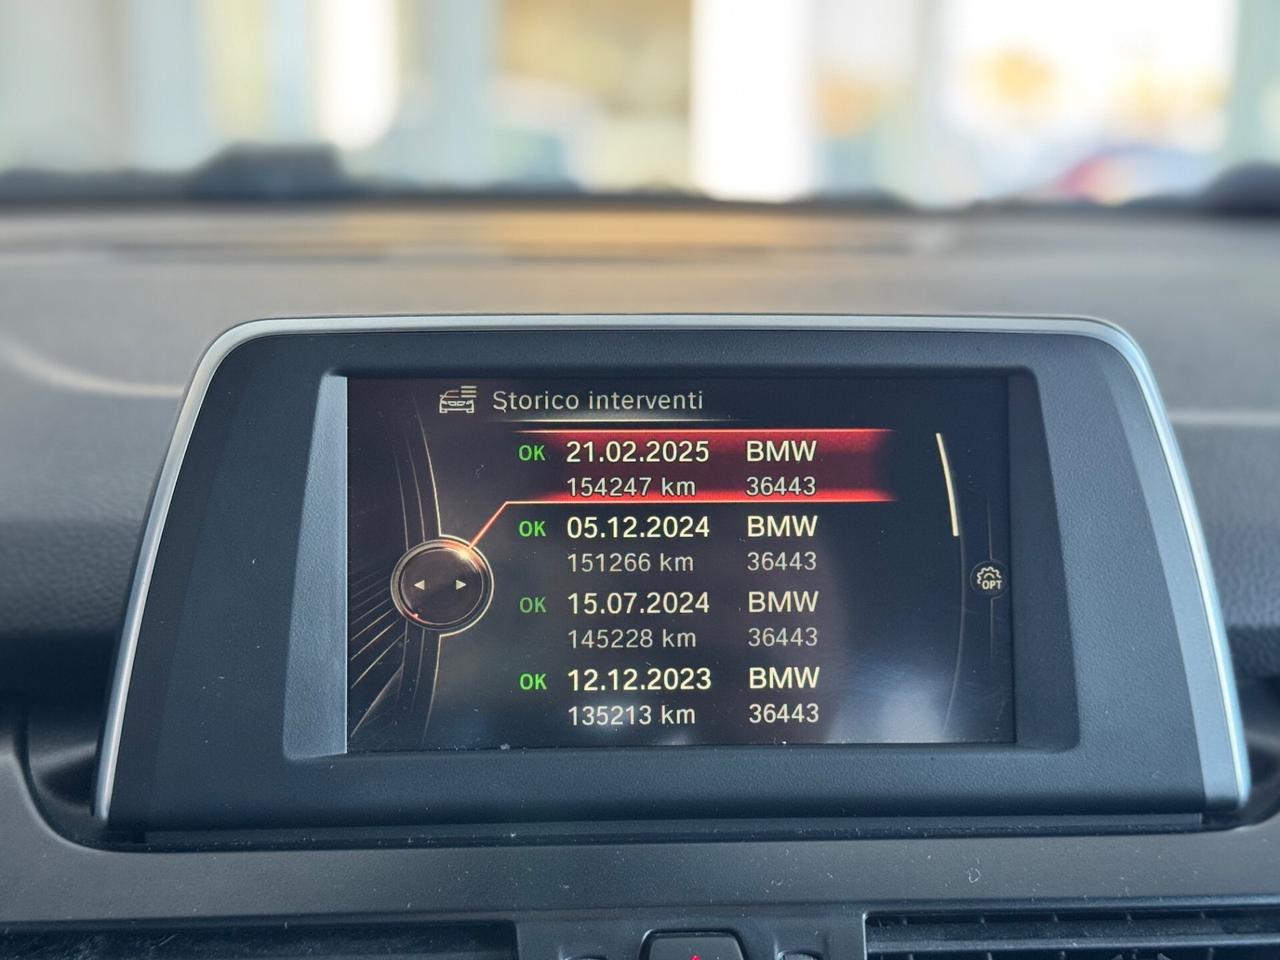 Storico interventi
OK 21.02.2025 BMW
154247 km 36443
OK 05.12.2024 BMW
151266 km 36443
OK 15.07.2024 BMW
145228 km 36443
OK 12.12.2023 BMW
135213 km 36443
OPT